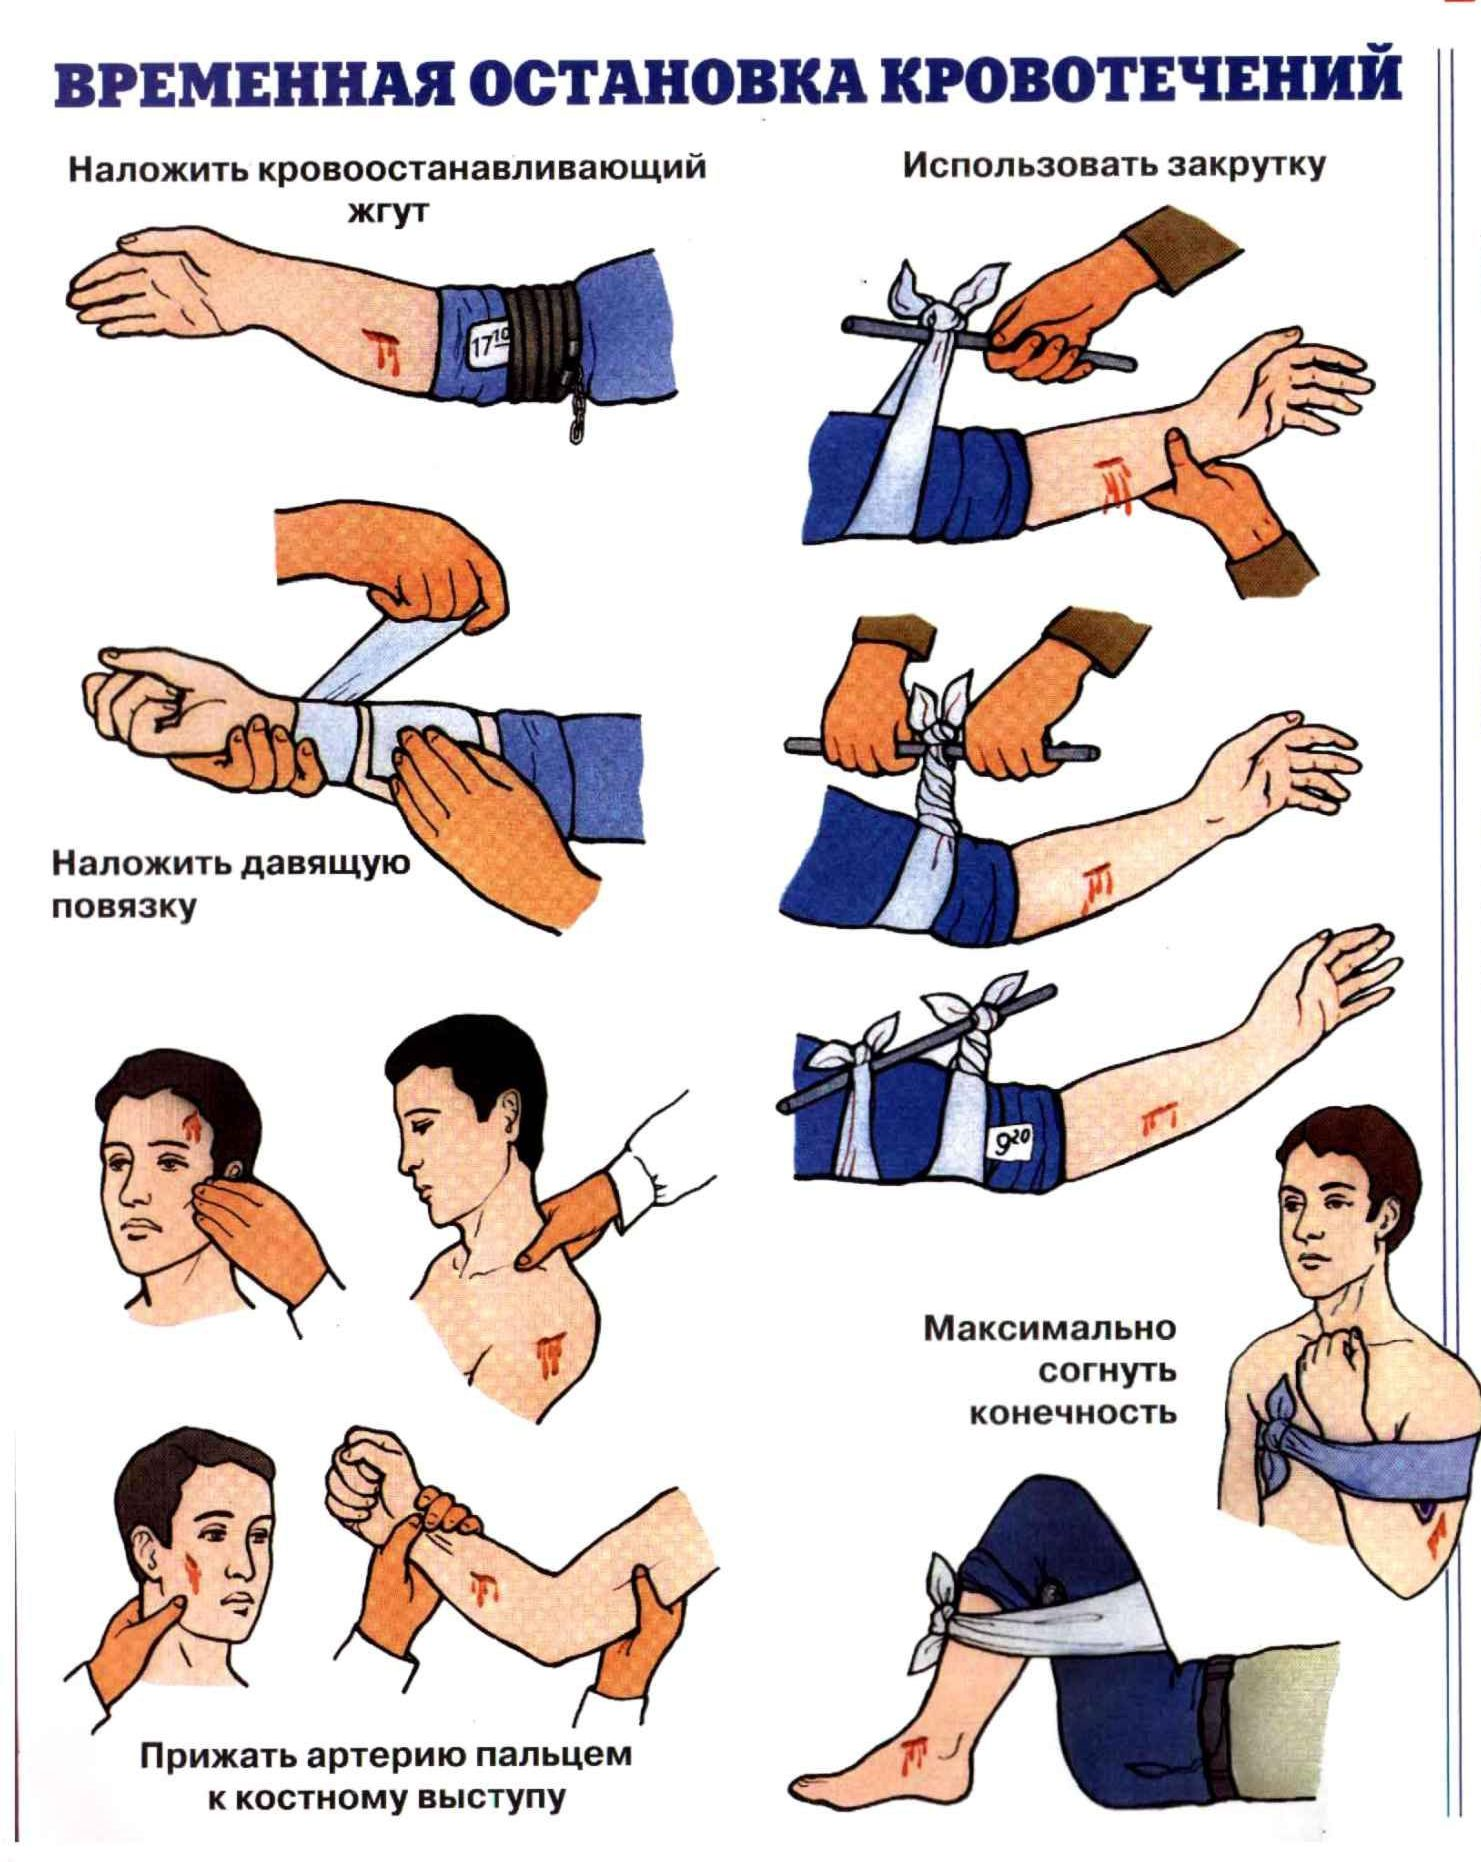 ВРЕМЕННАЯ ОСТАНОВКА КРОВОТЕЧЕНИЙ
Наложить кровоостанавливающий
жгут
17 10
Использовать закрутку
Наложить давящую
повязку
9 20
Максимально
согнуть
конечность
Прижать артерию пальцем
к костному выступу